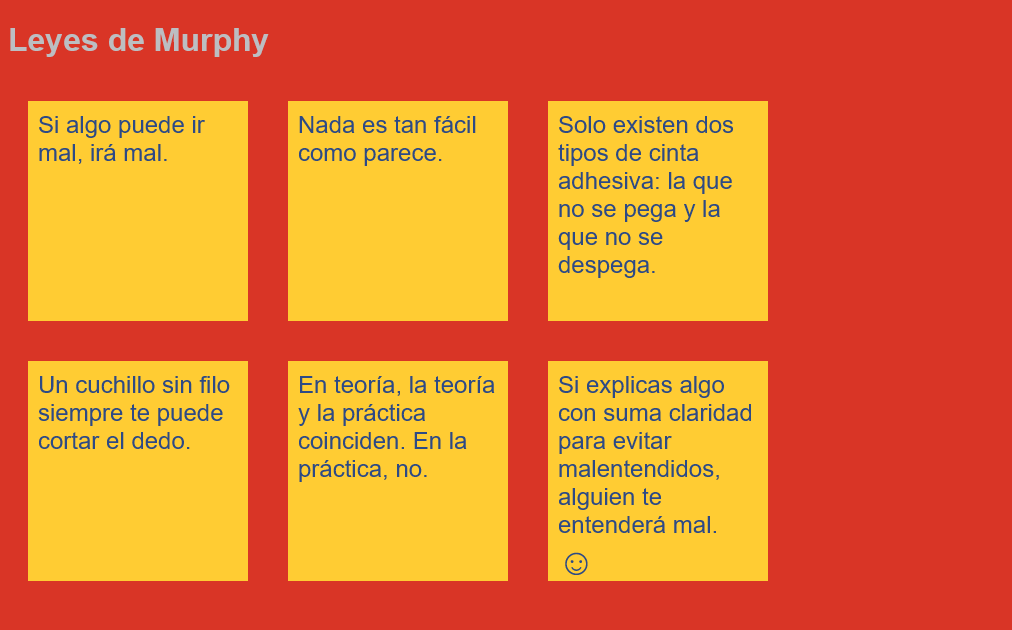 Leyes de Murphy
Si algo puede ir
mal, irá mal.
Nada es tan fácil
como parece.
Solo existen dos
tipos de cinta
adhesiva: la que
no se pega y la
que no se
despega.
Un cuchillo sin filo
siempre te puede
cortar el dedo.
En teoría, la teoría
y la práctica
coinciden. En la
práctica, no.
Si explicas algo
con suma claridad
para evitar
malentendidos,
alguien te
entenderá mal.
☺